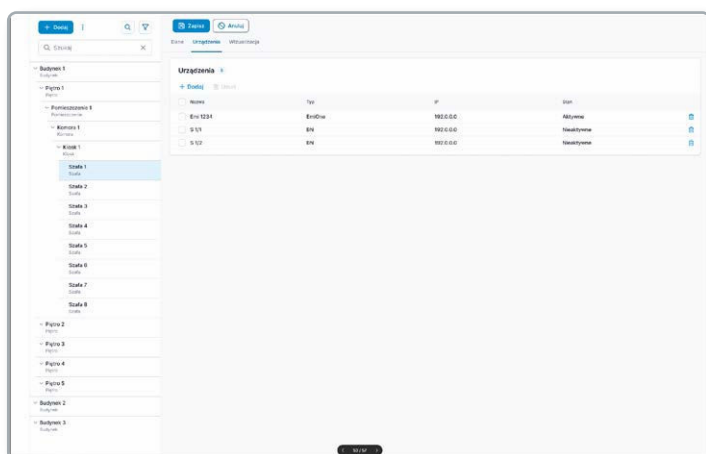 + Dodaj
Szukaj
Budynek 1
Budynek
Piętro 1
Piętro
Pomieszczenie 1
Pomieszczenie
Komora 1
Komora
Kiosk 1
Kiosk
Szafa 1
Szafa
Szafa 2
Szafa
Szafa 3
Szafa
Szafa 4
Szafa
Szafa 5
Szafa
Szafa 6
Szafa
Szafa 7
Szafa
Szafa 8
Szafa
Piętro 2
Piętro
Piętro 3
Piętro
Piętro 4
Piętro
Piętro 5
Piętro
Budynek 2
Budynek
Budynek 3
Budynek
Zapisz Anuluj
Dane Urządzenia Wizualizacja
Urządzenia
+ Dodaj Usuń
Nazwa Typ IP Stan
Ero 1234 192.0.0.0 Aktywne
S 1/1 192.0.0.0 Nieaktywne
S 1/2 192.0.0.0 Nieaktywne